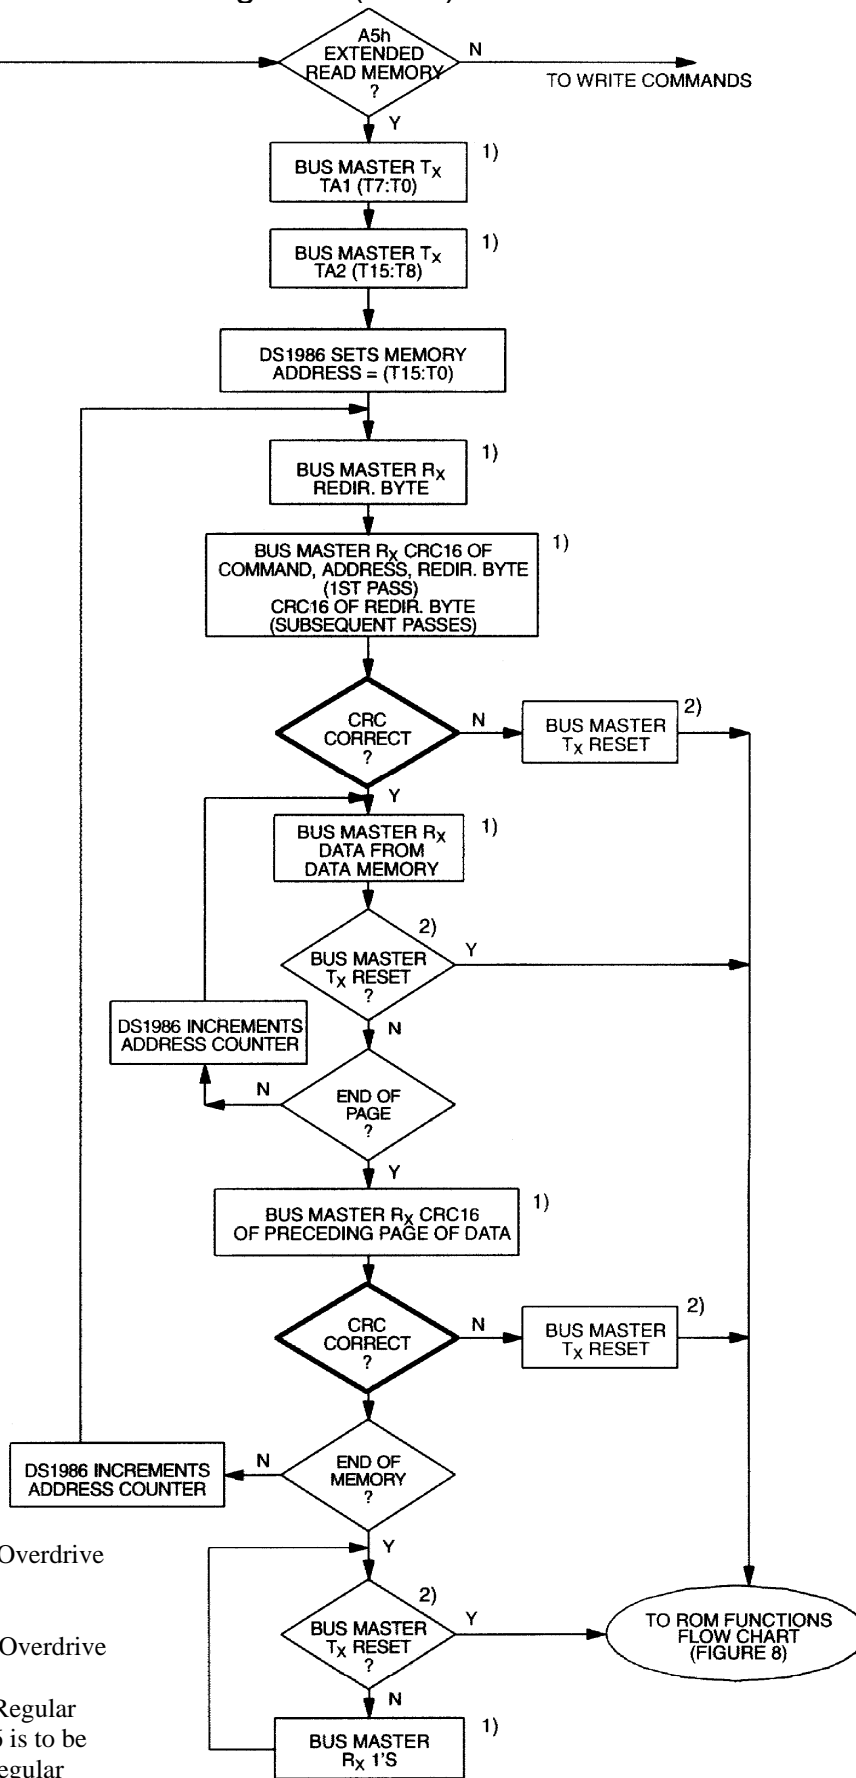 A5h
EXTENDED
READ MEMORY
?
N
TO WRITE COMMANDS
Y
BUS MASTER TX
TA1 (T7:T0)
1)
BUS MASTER TX
TA2 (T15:T8)
1)
DS1986 SETS MEMORY
ADDRESS = (T15:T0)
BUS MASTER RX
REDIR. BYTE
1)
BUS MASTER RX CRC16 OF
COMMAND, ADDRESS, REDIR. BYTE
(1ST PASS)
CRC16 OF REDIR. BYTE
(SUBSEQUENT PASSES)
1)
CRC
CORRECT
?
N
BUS MASTER
TX RESET
2)
Y
BUS MASTER RX
DATA FROM
DATA MEMORY
1)
BUS MASTER
TX RESET
?
2)
Y
N
DS1986 INCREMENTS
ADDRESS COUNTER
N
END OF
PAGE
?
Y
BUS MASTER RX CRC16
OF PRECEDING PAGE OF DATA
1)
CRC
CORRECT
?
N
BUS MASTER
TX RESET
2)
DS1986 INCREMENTS
ADDRESS COUNTER
N
END OF
MEMORY
?
Y
Overdrive
BUS MASTER
TX RESET
?
2)
Y
TO ROM FUNCTIONS
FLOW CHART
(FIGURE 8)
Overdrive
N
Regular
is to be
BUS MASTER
RX 1'S
1)